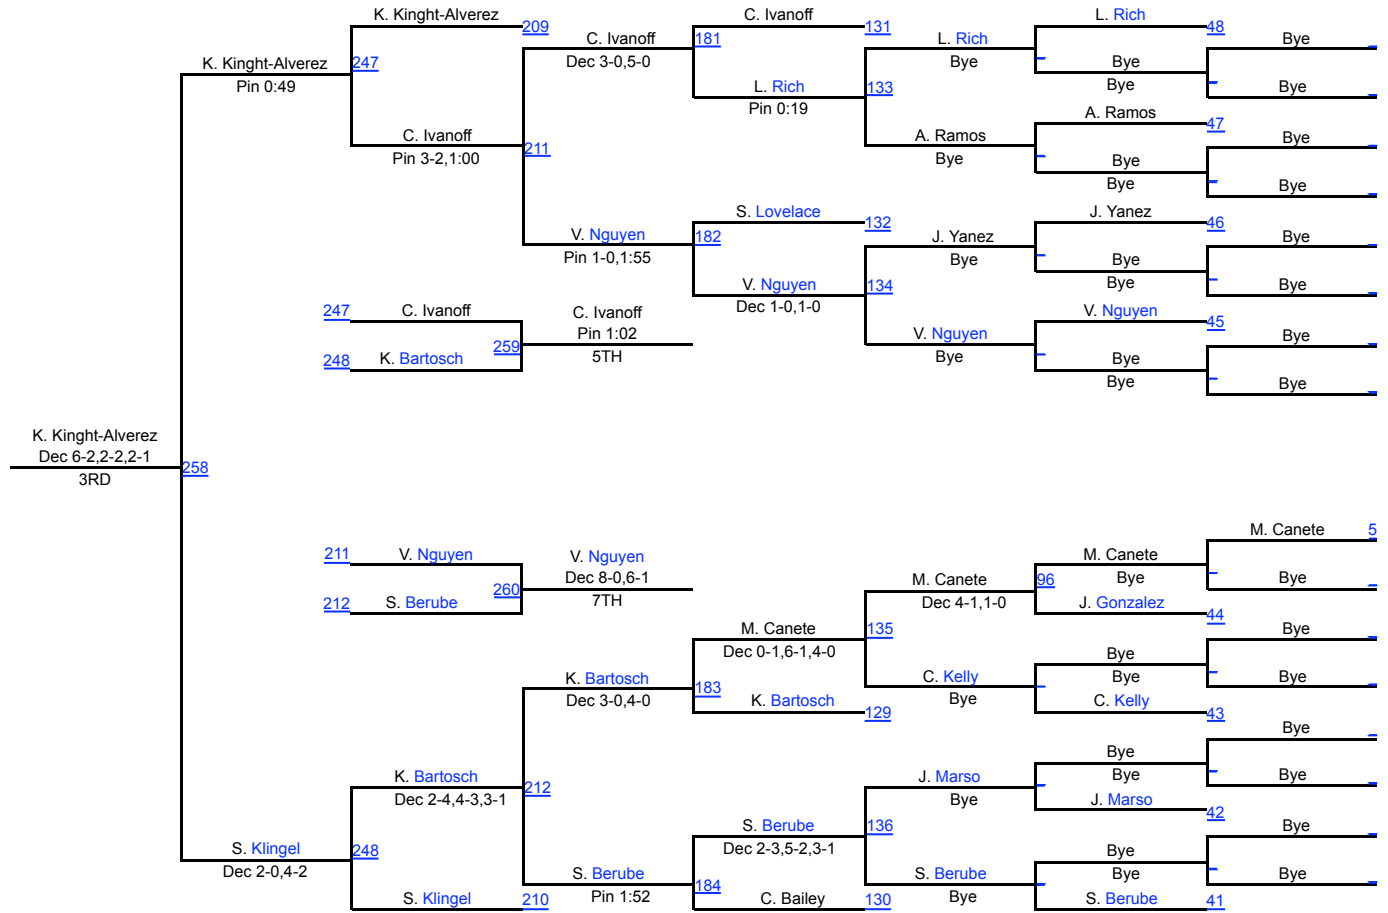 K. Kinght-Alverez
209
C. Ivanoff
131
L. Rich
48
Bye
C. Ivanoff
Dec 3-0,5-0
181
L. Rich
Bye
Bye
Bye
Bye
K. Kinght-Alverez
Pin 0:49
247
L. Rich
Pin 0:19
133
A. Ramos
47
Bye
C. Ivanoff
Pin 3-2,1:00
211
A. Ramos
Bye
Bye
Bye
Bye
S. Lovelace
132
J. Yanez
46
Bye
V. Nguyen
Pin 1-0,1:55
182
J. Yanez
Bye
Bye
Bye
Bye
V. Nguyen
Dec 1-0,1-0
134
247
C. Ivanoff
C. Ivanoff
Pin 1:02
5TH
259
248
K. Bartosch
V. Nguyen
45
V. Nguyen
Bye
Bye
Bye
Bye
Bye
K. Kinght-Alverez
Dec 6-2,2-2,2-1
3RD
258
M. Canete
5
211
V. Nguyen
V. Nguyen
Dec 8-0,6-1
7TH
260
212
S. Berube
M. Canete
Bye
Bye
M. Canete
Dec 4-1,1-0
96
J. Gonzalez
44
M. Canete
Dec 0-1,6-1,4-0
135
Bye
Bye
Bye
Bye
K. Bartosch
Dec 3-0,4-0
183
C. Kelly
Bye
K. Bartosch
129
C. Kelly
43
Bye
Bye
Bye
Bye
K. Bartosch
Dec 2-4,4-3,3-1
212
J. Marso
Bye
J. Marso
42
S. Klingel
Dec 2-0,4-2
248
S. Berube
Dec 2-3,5-2,3-1
136
Bye
Bye
Bye
Bye
S. Berube
Pin 1:52
184
S. Berube
Bye
S. Klingel
210
C. Bailey
130
S. Berube
41